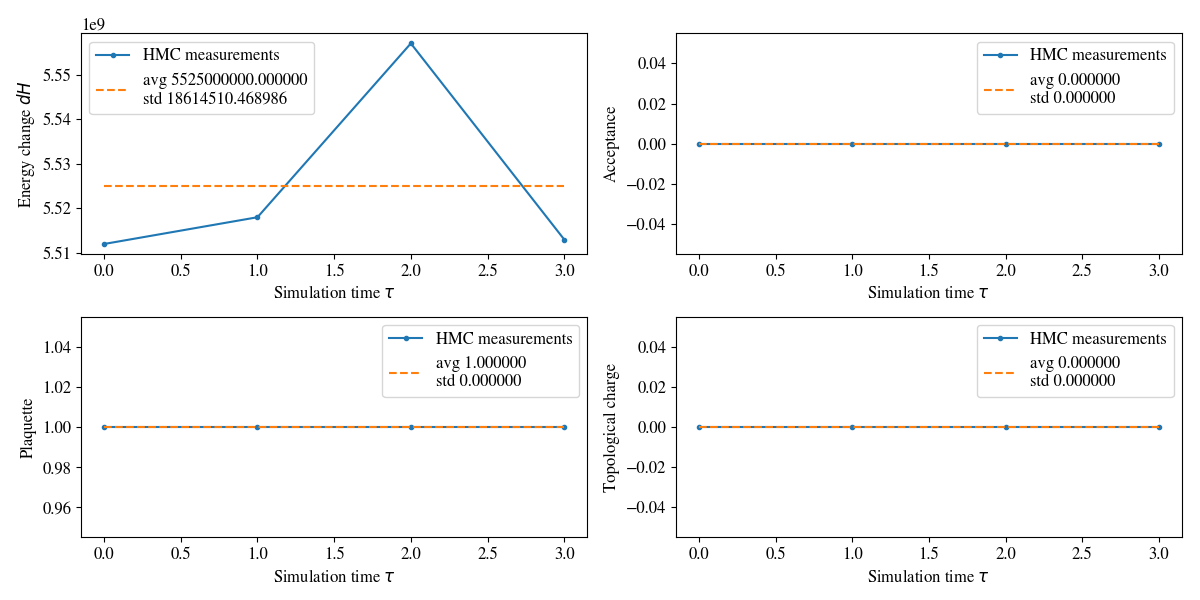 1e9
Energy change dH
5.55
5.54
5.53
5.52
5.51
HMC measurements
avg 5525000000.000000
std 18614510.468986
0.0 0.5 1.0 1.5 2.0 2.5 3.0
Simulation time τ
Acceptance
0.04
0.02
0.00
−0.02
−0.04
HMC measurements
avg 0.000000
std 0.000000
0.0 0.5 1.0 1.5 2.0 2.5 3.0
Simulation time τ
Plaquette
1.04
1.02
1.00
0.98
0.96
HMC measurements
avg 1.000000
std 0.000000
0.0 0.5 1.0 1.5 2.0 2.5 3.0
Simulation time τ
Topological charge
0.04
0.02
0.00
−0.02
−0.04
HMC measurements
avg 0.000000
std 0.000000
0.0 0.5 1.0 1.5 2.0 2.5 3.0
Simulation time τ